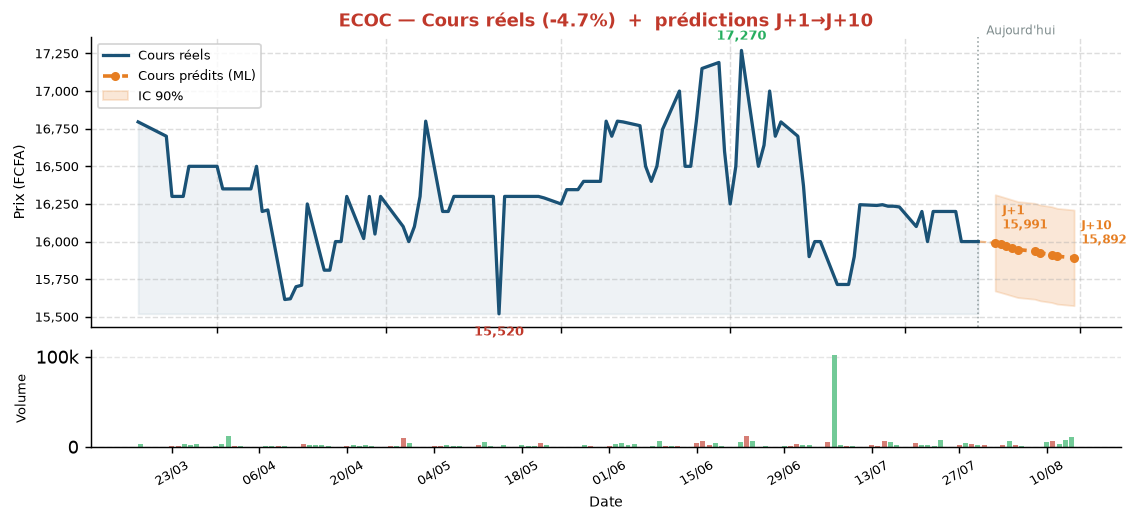 ECOC — Cours réels (-4.7%)  +  prédictions J+1→J+10
Aujourd'hui
17,270
Cours réels
Cours prédits (ML)
IC 90%
Prix (FCFA)
17,250
17,000
16,750
16,500
16,250
16,000
15,750
15,500
J+1
15,991
J+10
15,892
15,520
Volume
100k
0
23/03
06/04
20/04
04/05
18/05
01/06
15/06
29/06
13/07
27/07
10/08
Date